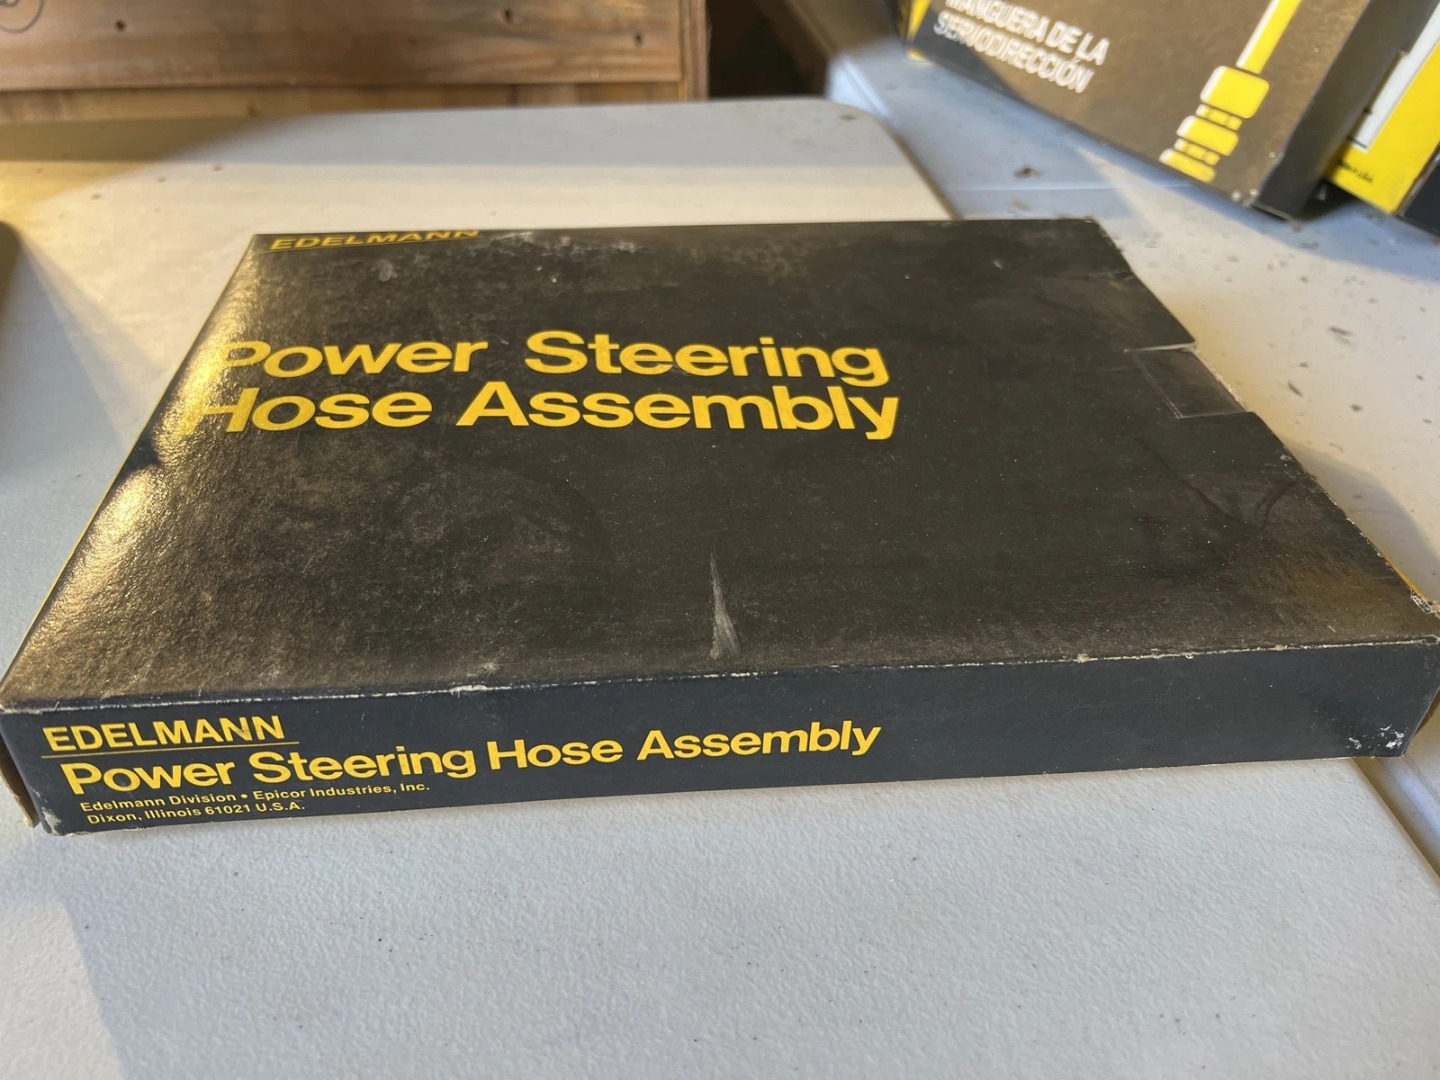 MANGUERA DE LA
SERVODIRECCIÓN
EDELMANN
Power Steering
Hose Assembly
EDELMANN
Power Steering Hose Assembly
Edelmann Division • Epicor Industries, Inc.
Dixon, Illinois 61021 U.S.A.